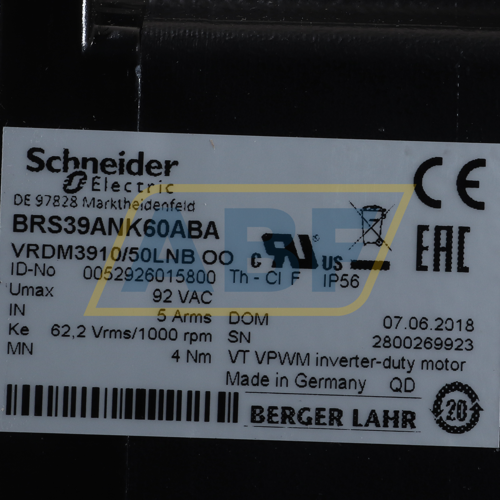 Schneider
Electric
CE
DE 97828 Marktheidenfeld
BRS39ANK60ABA
VRDM3910/50LNB OO
c RU US
EAC
ID-No 0052926015800 Th-Cl F IP56
Umax 92 VAC
IN 5 Arms DOM 07.06.2018
Ke 62,2 Vrms/1000 rpm SN 2800269923
MN 4 Nm VT VPWM inverter-duty motor
Made in Germany QD
BERGER LAHR
20
ABF